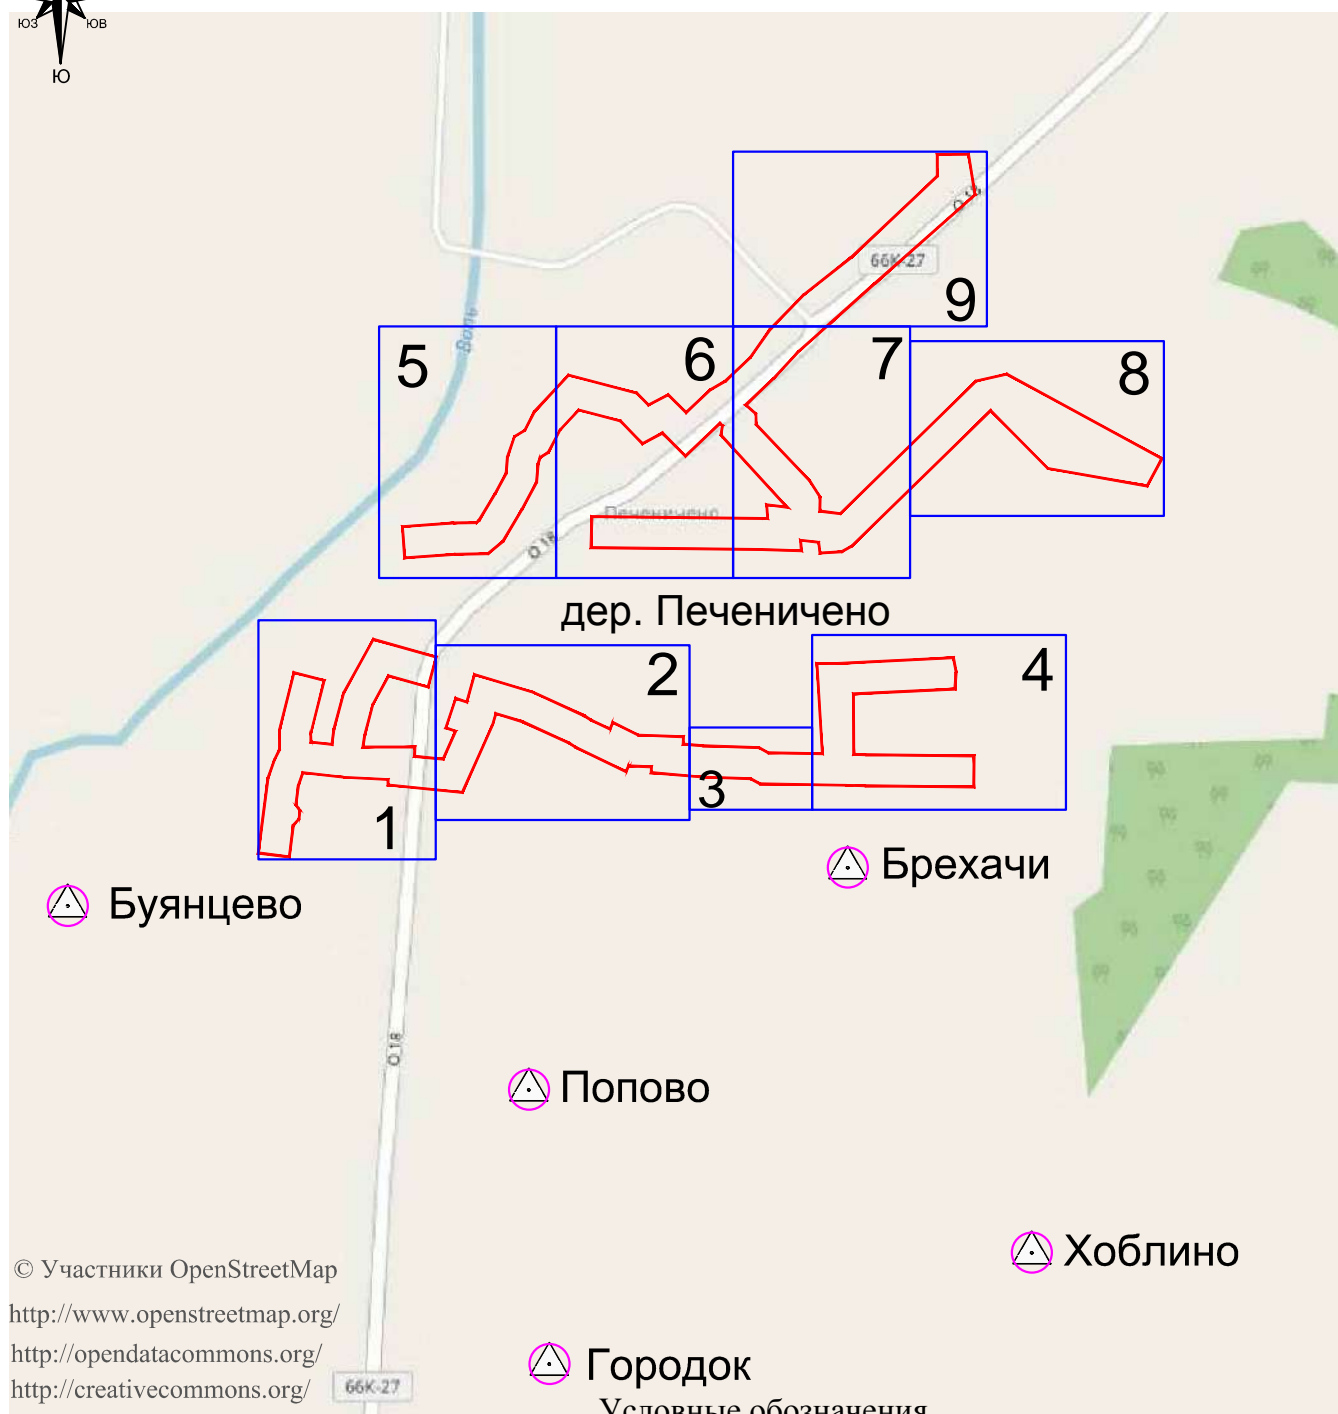 ЮЗ ЮВ
Ю
О 18
66К-27
9
Воль
5
6
7
8
Печеничено
О 18
дер. Печеничено
2
4
3
1
Брехачи
Буянцево
О 18
Попово
Хоблино
© Участники OpenStreetMap
http://www.openstreetmap.org/
http://opendatacommons.org/
http://creativecommons.org/
66К-27
Городок
Условные обозначения